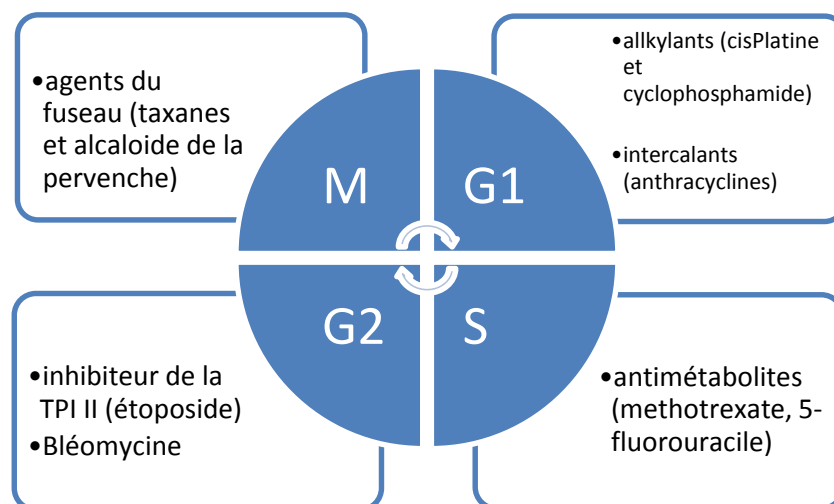 •agents du
fuseau (taxanes
et alcaloide de la
pervenche)
M
G1
•allkylants (cisPlatine
et
cyclophosphamide)
•intercalants
(anthracyclines)
G2
S
•inhibiteur de la
TPI II (étoposide)
•Bléomycine
•antimétabolites
(methotrexate, 5-
fluorouracile)